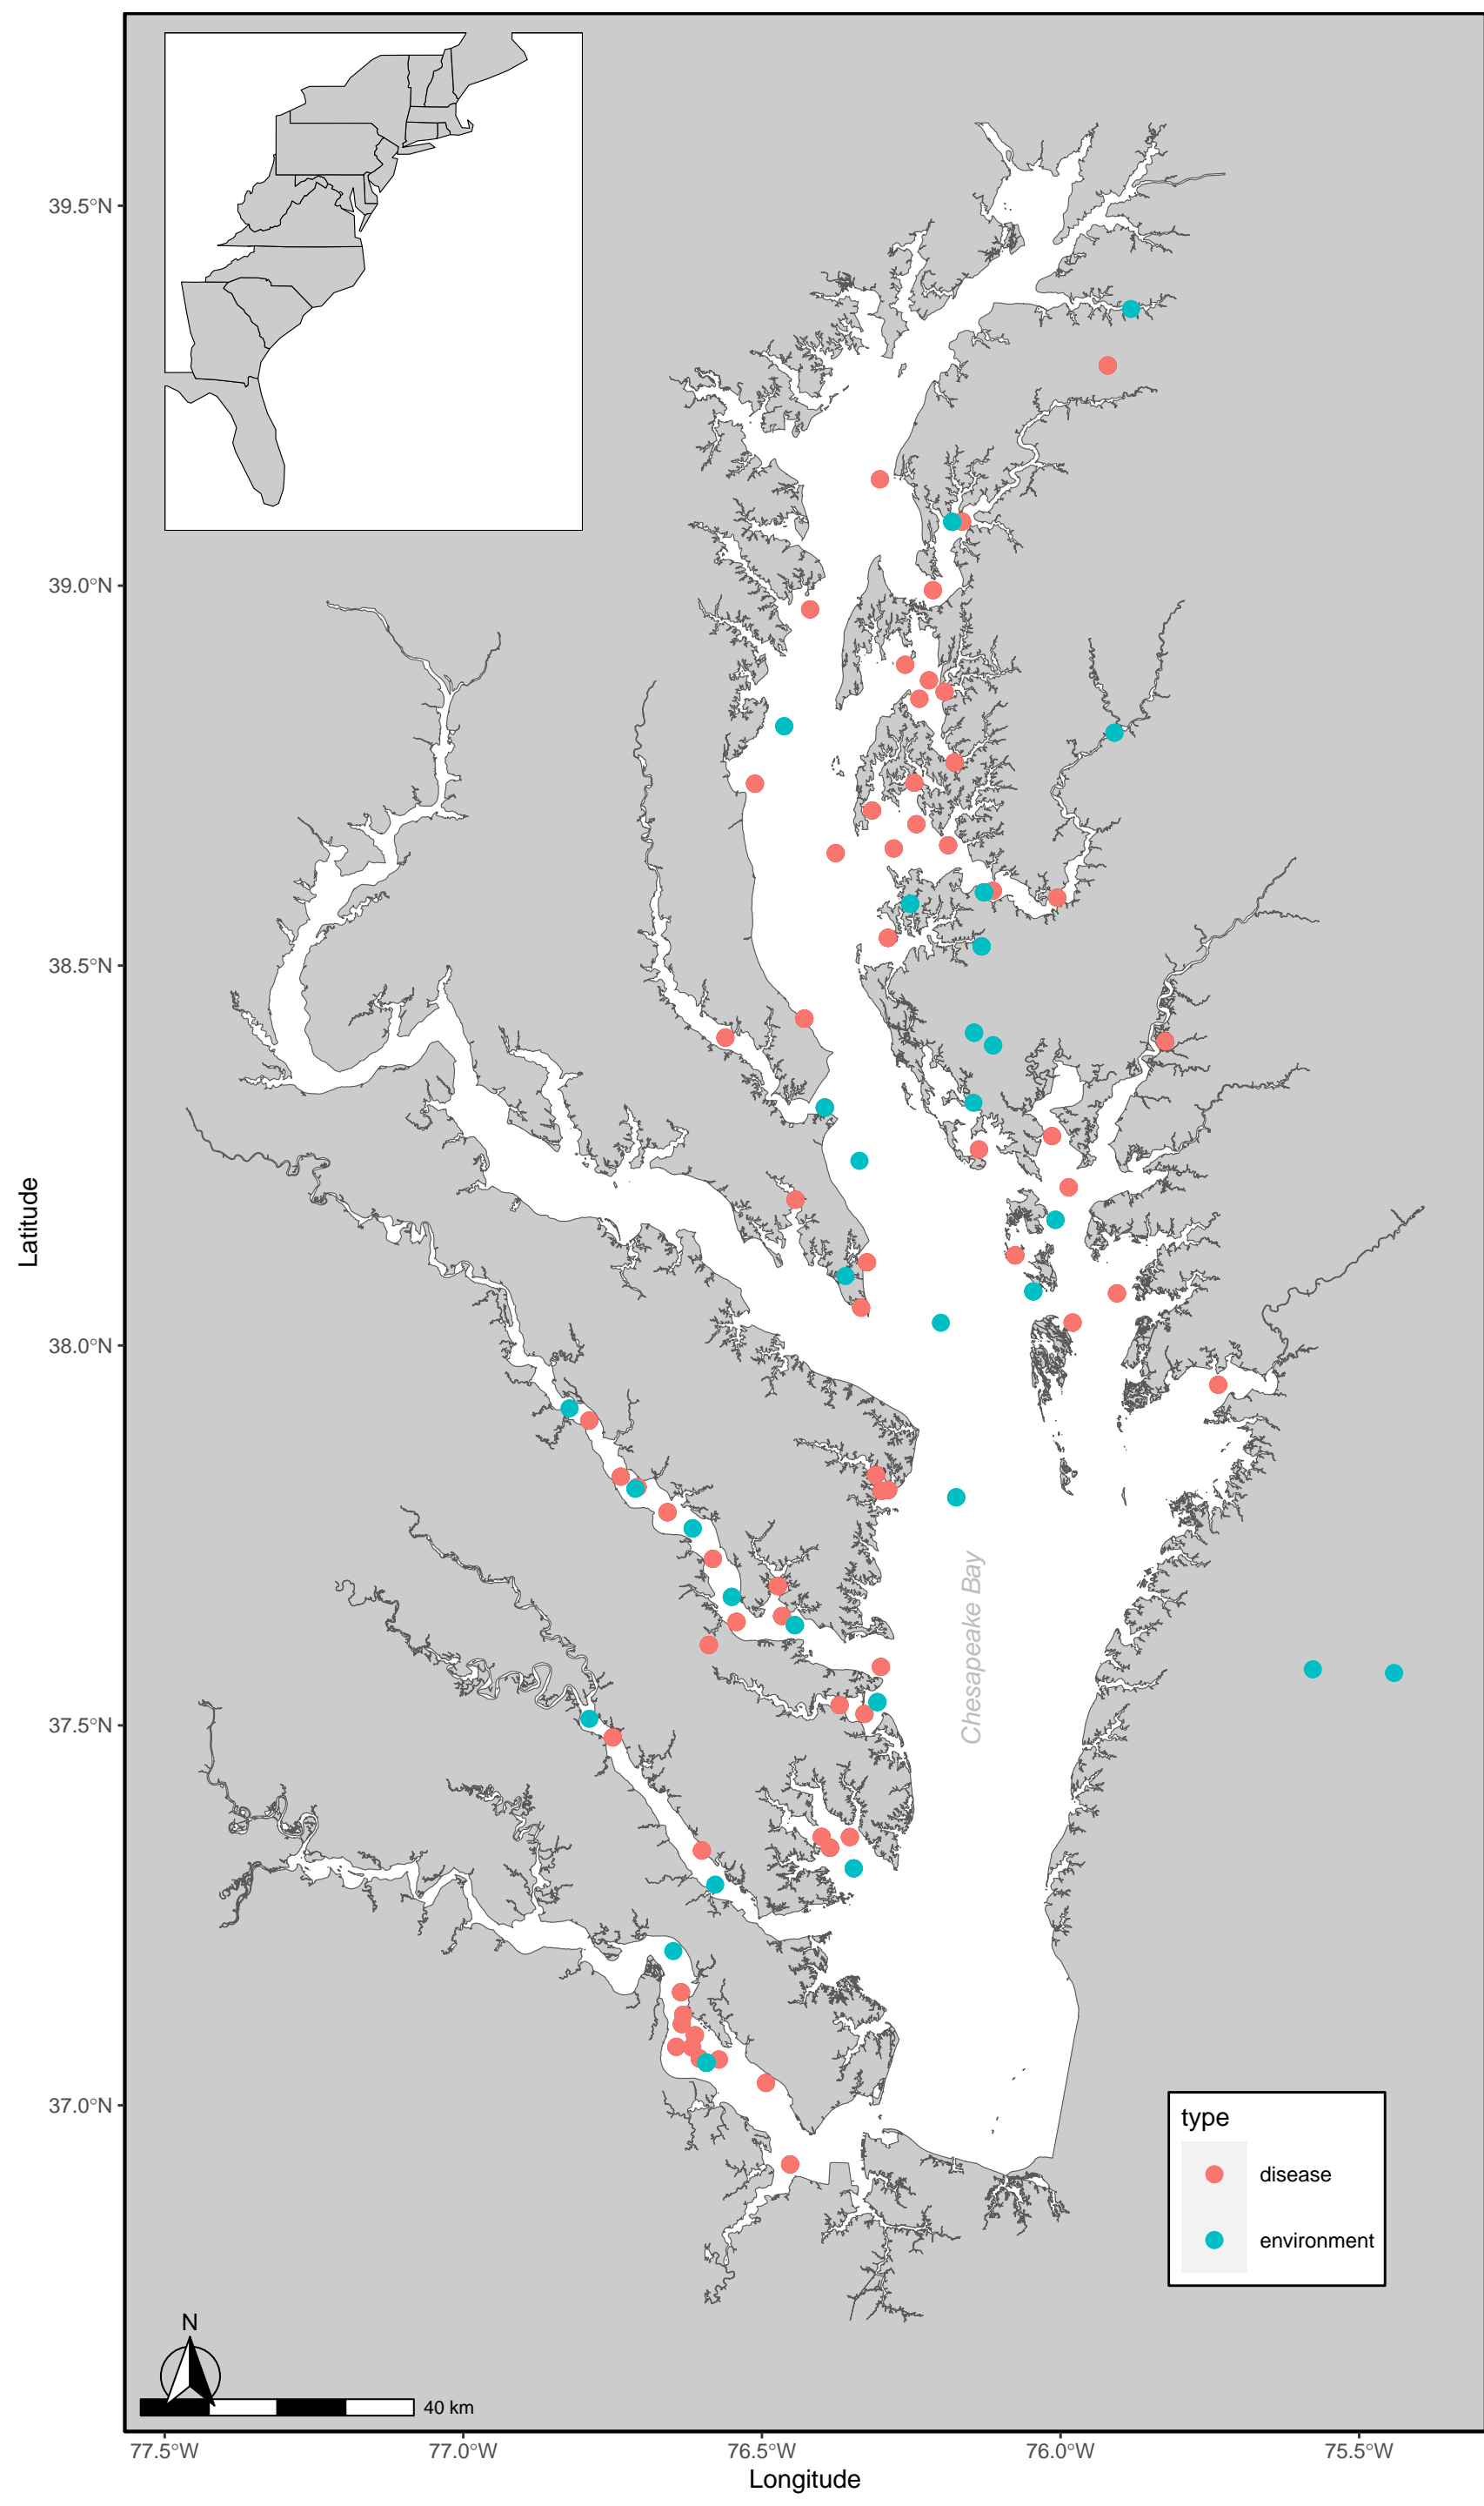 39.5°N
39.0°N
38.5°N
38.0°N
37.5°N
37.0°N
Latitude
Chesapeake Bay
type
disease
environment
N
40 km
77.5°W
77.0°W
76.5°W
76.0°W
75.5°W
Longitude